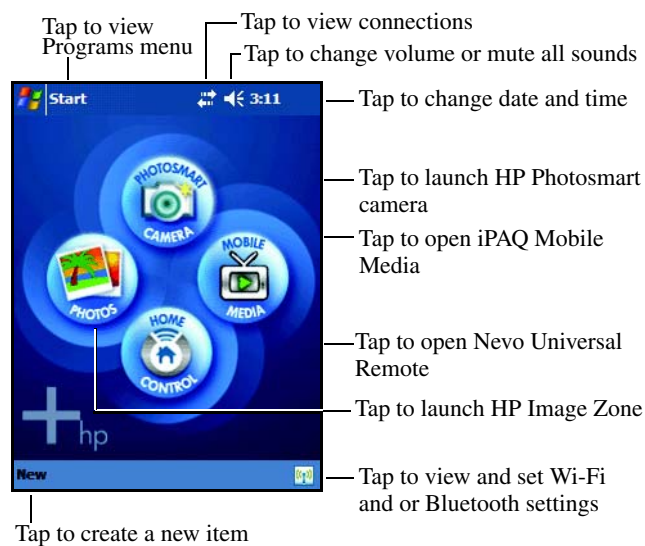 Tap to view
Programs menu
Tap to view connections
Tap to change volume or mute all sounds
Start
3:11
Tap to change date and time
PHOTOSMART
CAMERA
Tap to launch HP Photosmart
camera
MOBILE
MEDIA
Tap to open iPAQ Mobile
Media
PHOTOS
HOME
CONTROL
Tap to open Nevo Universal
Remote
Tap to launch HP Image Zone
hp
New
Tap to view and set Wi-Fi
and or Bluetooth settings
Tap to create a new item